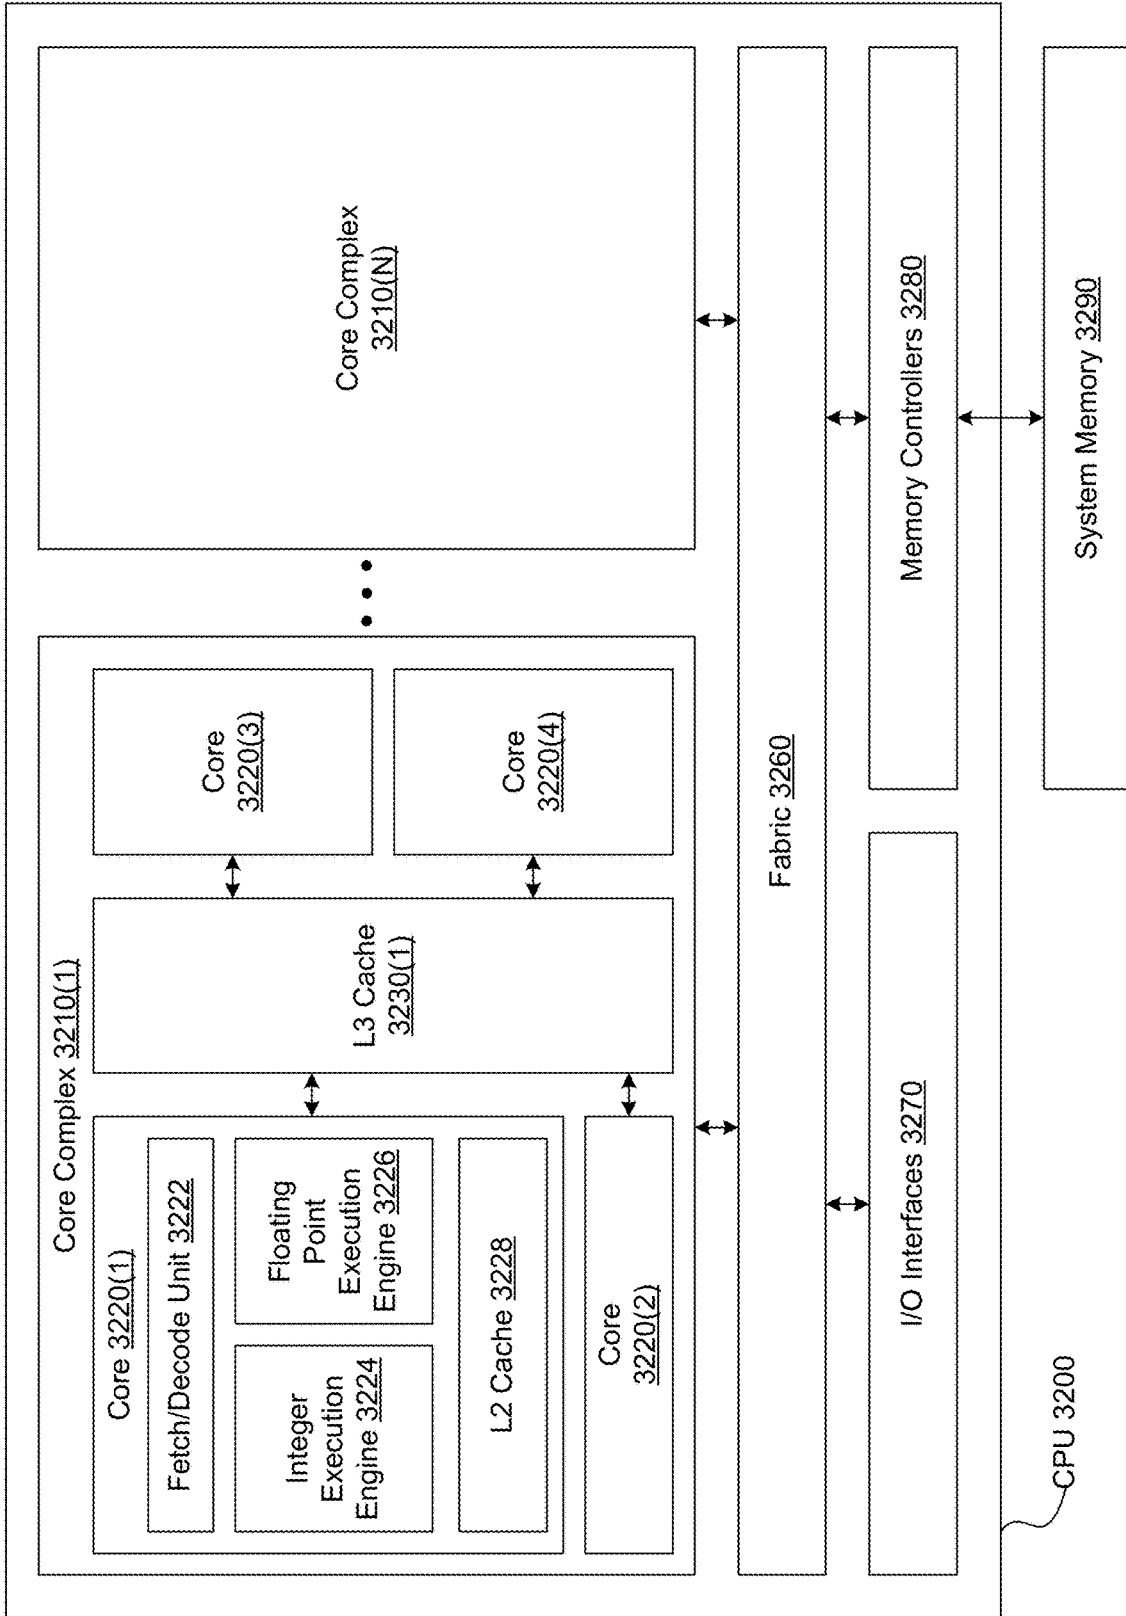 Core Complex 3210(1)
Core 3220(1)
Fetch/Decode Unit 3222
Integer
Execution
Engine 3224
Floating
Point
Execution
Engine 3226
L2 Cache 3228
Core
3220(2)
L3 Cache
3230(1)
Core
3220(3)
Core
3220(4)
Core Complex
3210(N)
Fabric 3260
I/O Interfaces 3270
Memory Controllers 3280
CPU 3200
System Memory 3290